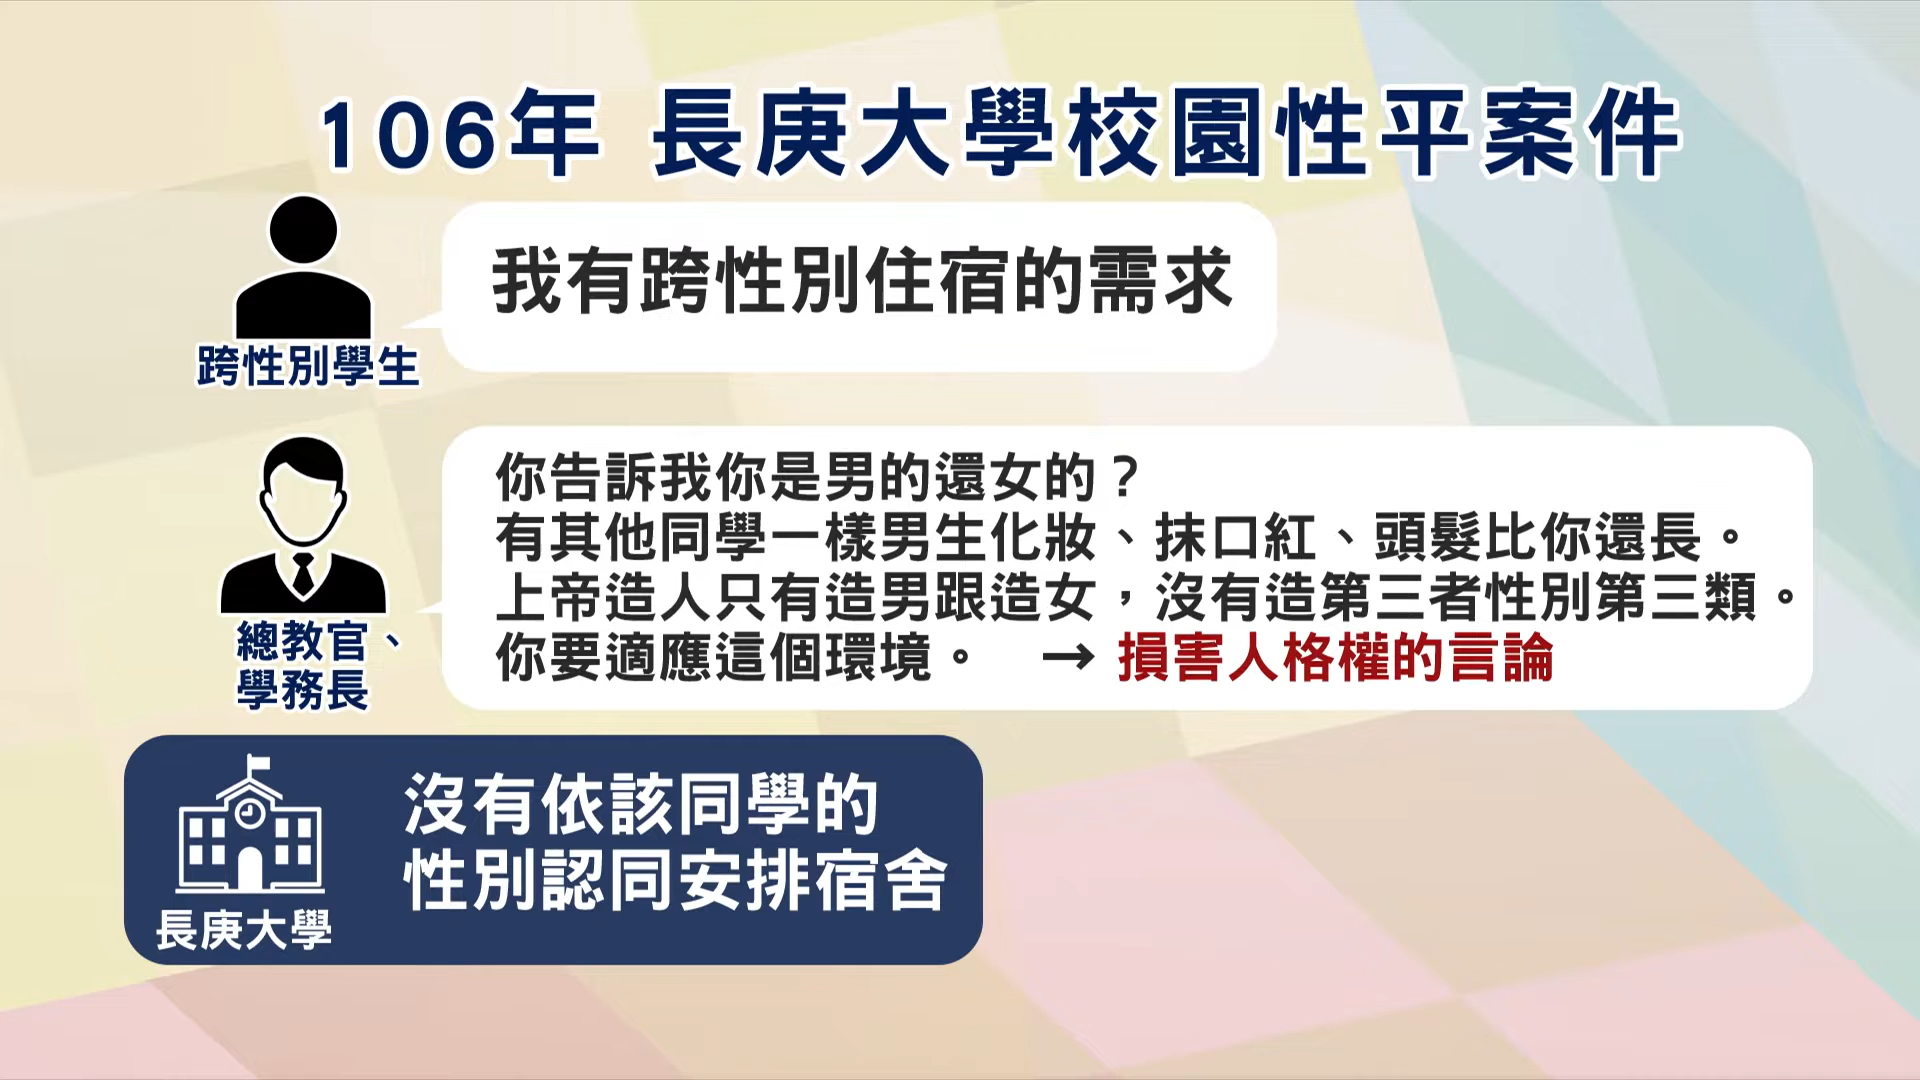 106年 長庚大學校園性平案件
我有跨性別住宿的需求
跨性別學生
你告訴我你是男的還女的？
有其他同學一樣男生化妝、抹口紅、頭髮比你還長。
上帝造人只有造男跟造女，沒有造第三者性別第三類。
你要適應這個環境。 → 損害人格權的言論
總教官、
學務長
沒有依該同學的
性別認同安排宿舍
長庚大學